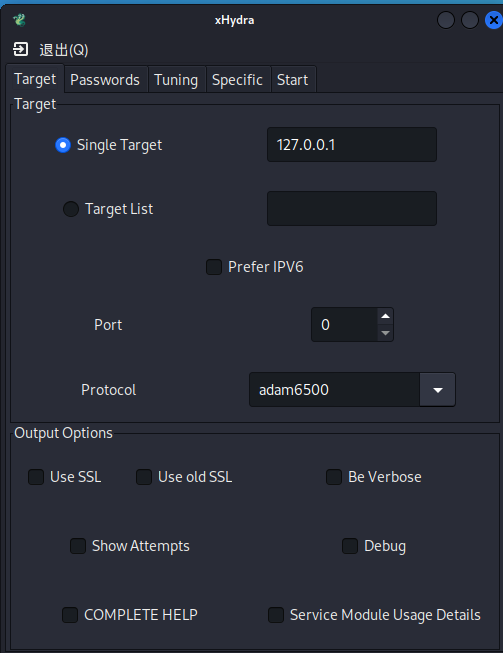 xHydra
退出(Q)
Target Passwords Tuning Specific Start
Target
Single Target 127.0.0.1
Target List
Prefer IPV6
Port 0
Protocol adam6500
Output Options
Use SSL Use old SSL Be Verbose
Show Attempts Debug
COMPLETE HELP Service Module Usage Details